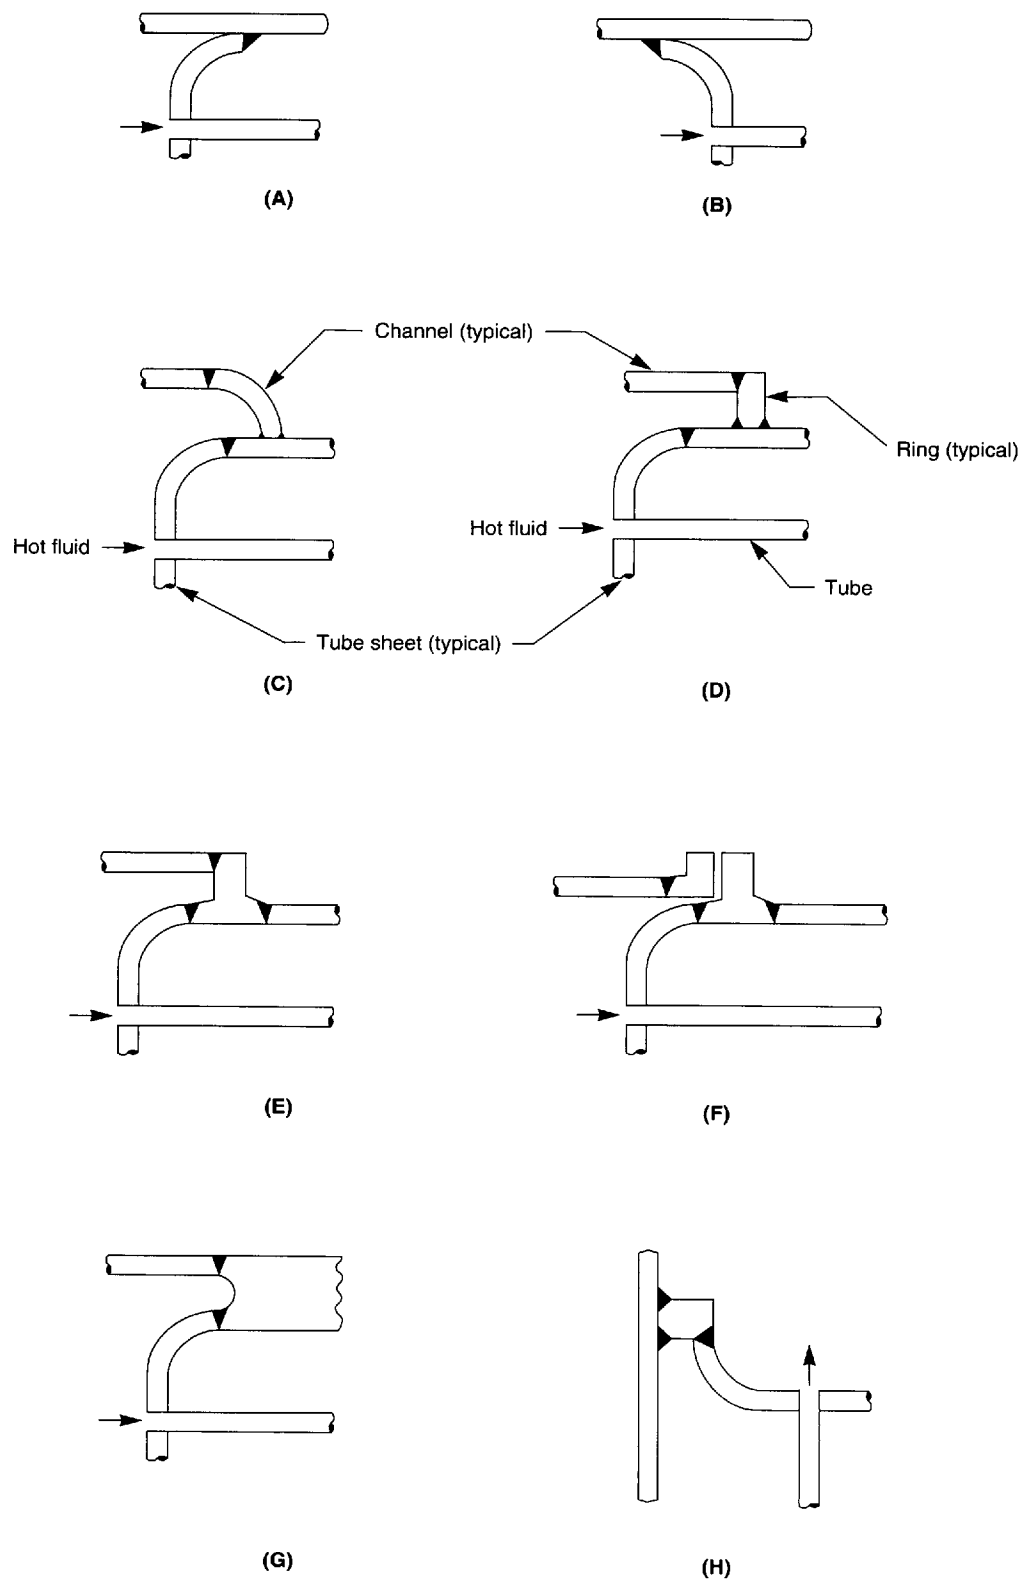 (A)
(B)
Channel (typical)
Ring (typical)
Hot fluid
Hot fluid
Tube
Tube sheet (typical)
(C)
(D)
(E)
(F)
(G)
(H)